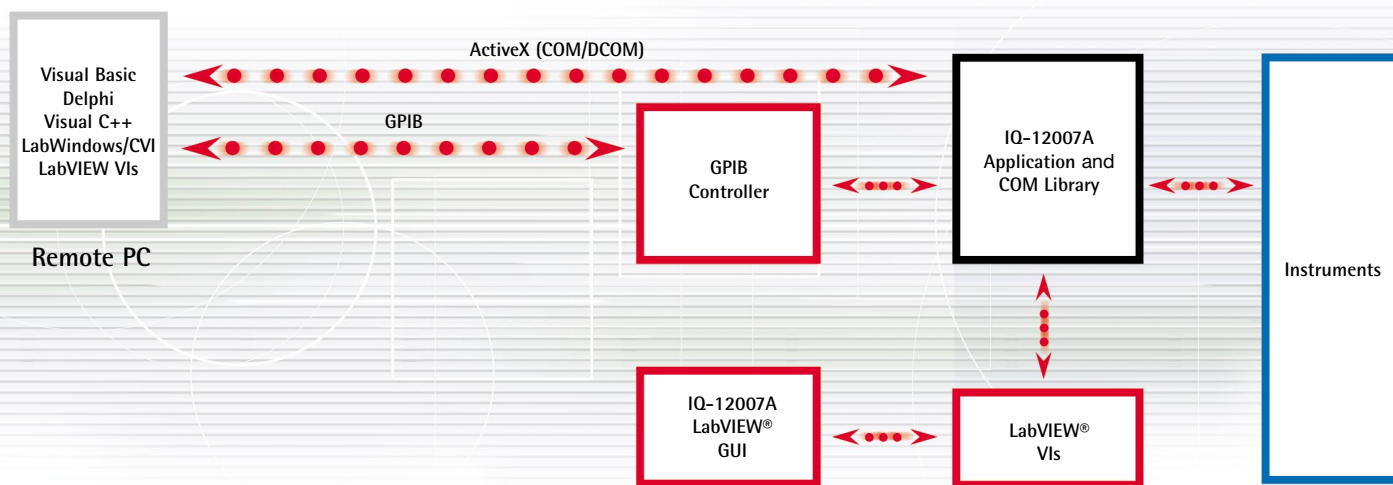 ActiveX (COM/DCOM)
Visual Basic
Delphi
Visual C++
LabWindows/CVI
LabVIEW VIs
GPIB
Remote PC
GPIB
Controller
IQ-12007A
Application and
COM Library
Instruments
IQ-12007A
LabVIEW®
GUI
LabVIEW®
VIs